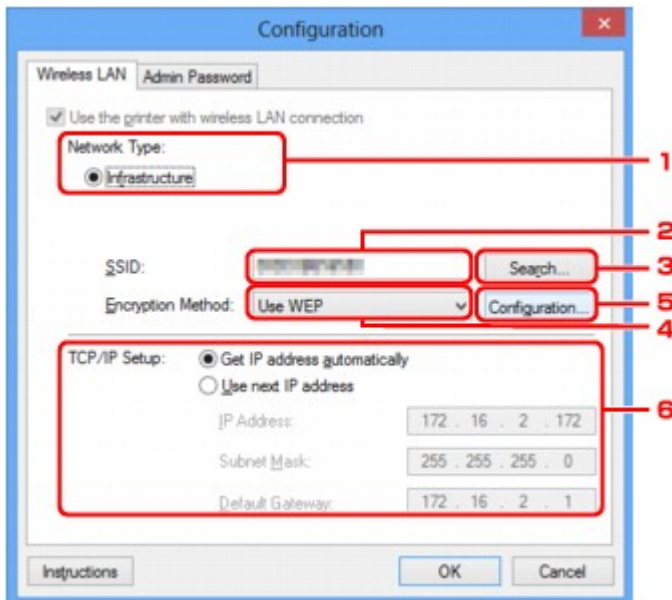 Configuration
Wireless LAN Admin Password
Use the printer with wireless LAN connection
Network Type:
1
Infrastructure
2
SSID: Search... 3
Encryption Method: Use WEP Configuration... 5
4
TCP/IP Setup: Get IP address automatically
Use next IP address
6
IP Address: 172 . 16 . 2 . 172
Subnet Mask: 255 . 255 . 255 . 0
Default Gateway: 172 . 16 . 2 . 1
Instructions OK Cancel